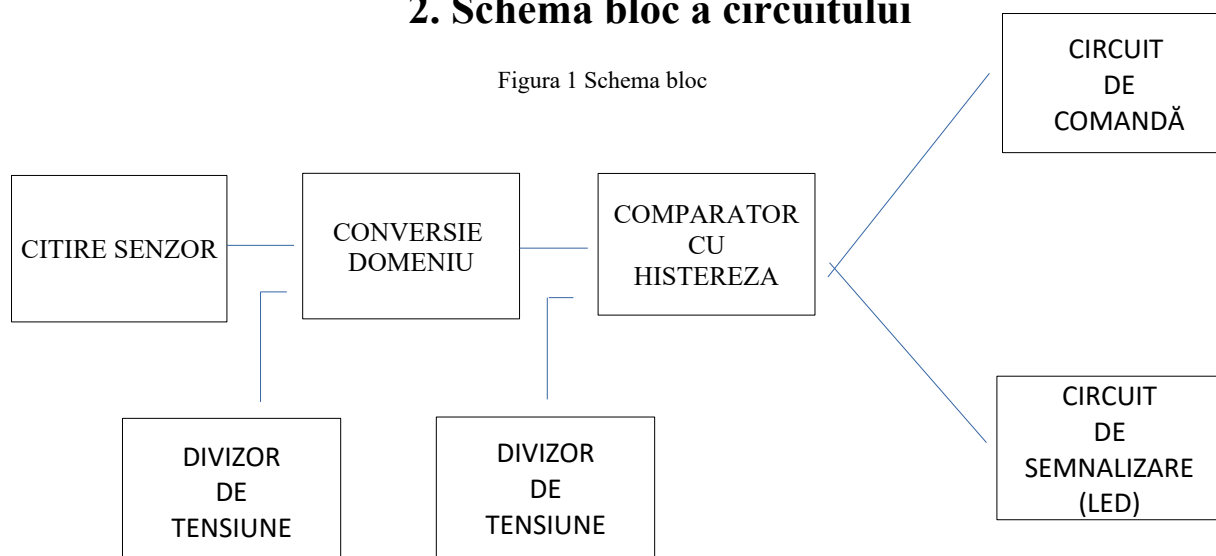 2. Schema bloc a circuitului
Figura 1 Schema bloc
CIRCUIT
DE
COMANDĂ
CITIRE SENZOR
CONVERSIE
DOMENIU
COMPARATOR
CU
HISTEREZA
DIVIZOR
DE
TENSIUNE
DIVIZOR
DE
TENSIUNE
CIRCUIT
DE
SEMNALIZARE
(LED)